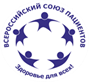 ВСЕРОССИЙСКИЙ СОЮЗ ПАЦИЕНТОВ
Здоровье для всех!